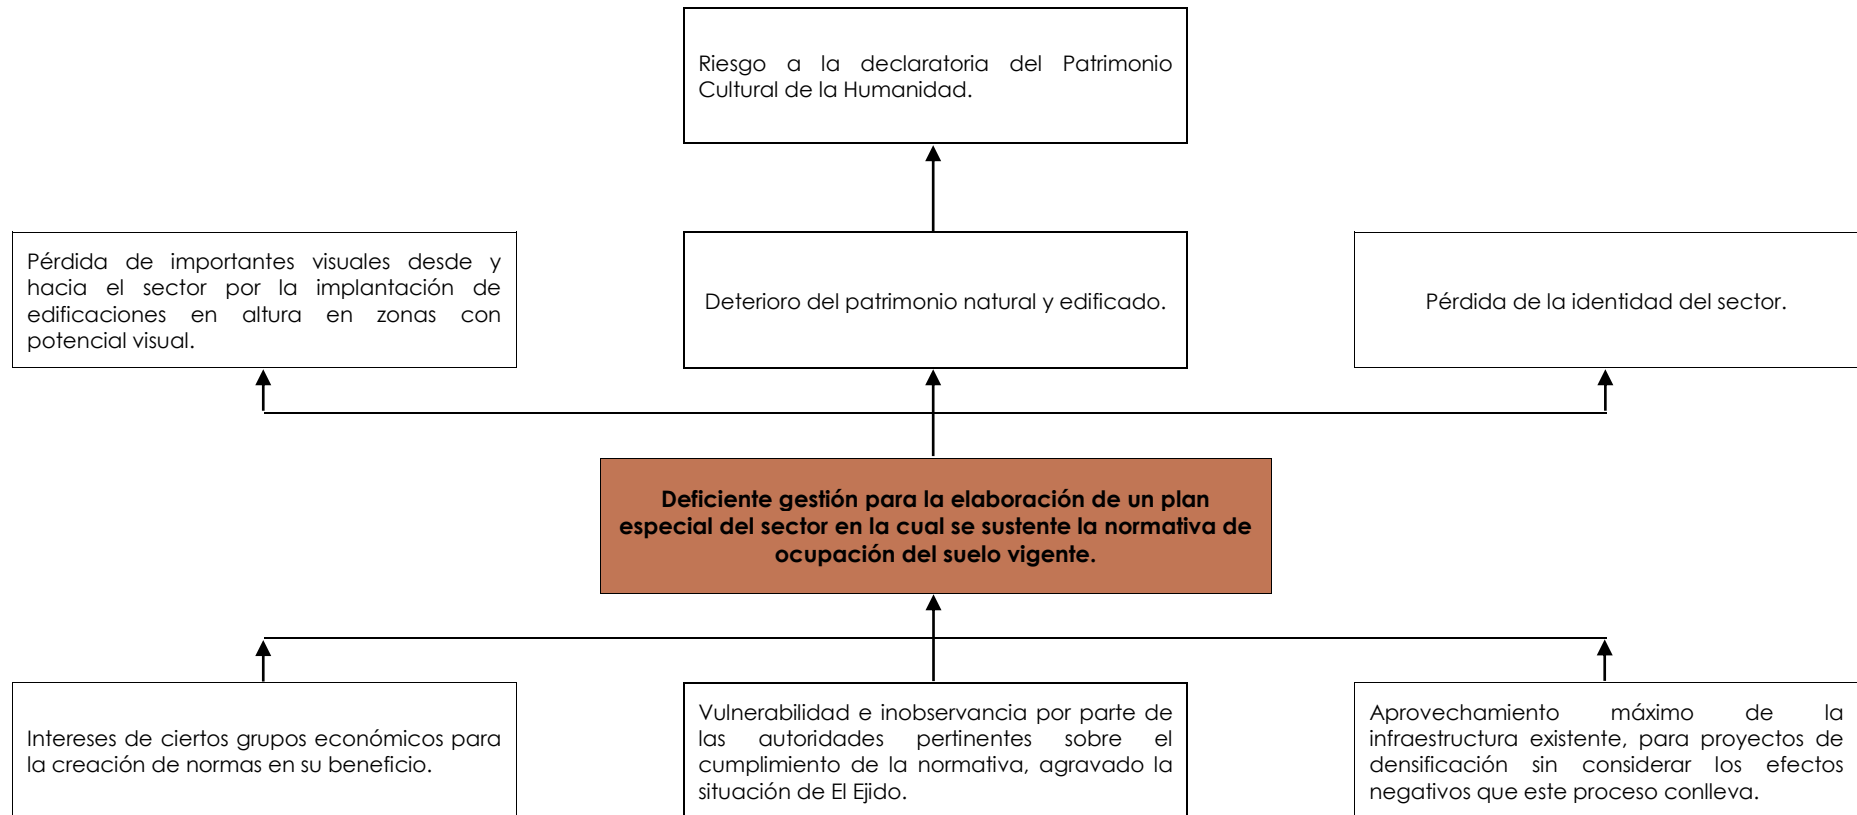 Riesgo a la declaratoria del Patrimonio
Cultural de la Humanidad.
Pérdida de importantes visuales desde y
hacia el sector por la implantación de
edificaciones en altura en zonas con
potencial visual.
Deterioro del patrimonio natural y edificado.
Pérdida de la identidad del sector.
Deficiente gestión para la elaboración de un plan
especial del sector en la cual se sustente la normativa de
ocupación del suelo vigente.
Intereses de ciertos grupos económicos para
la creación de normas en su beneficio.
Vulnerabilidad e inobservancia por parte de
las autoridades pertinentes sobre el
cumplimiento de la normativa, agravado la
situación de El Ejido.
Aprovechamiento máximo de la
infraestructura existente, para proyectos de
densificación sin considerar los efectos
negativos que este proceso conlleva.